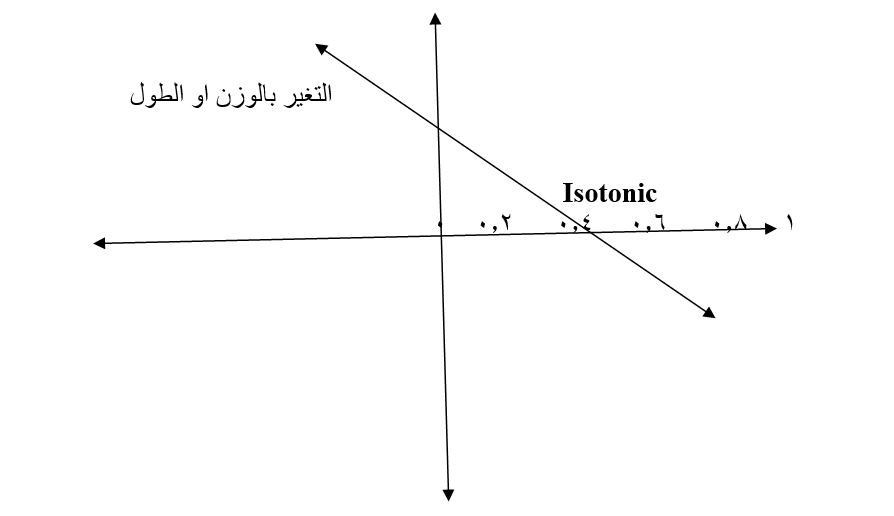 التغير بالوزن او الطول
Isotonic
٠ ٠,٢ ٠,٤ ٠,٦ ٠,٨ ١